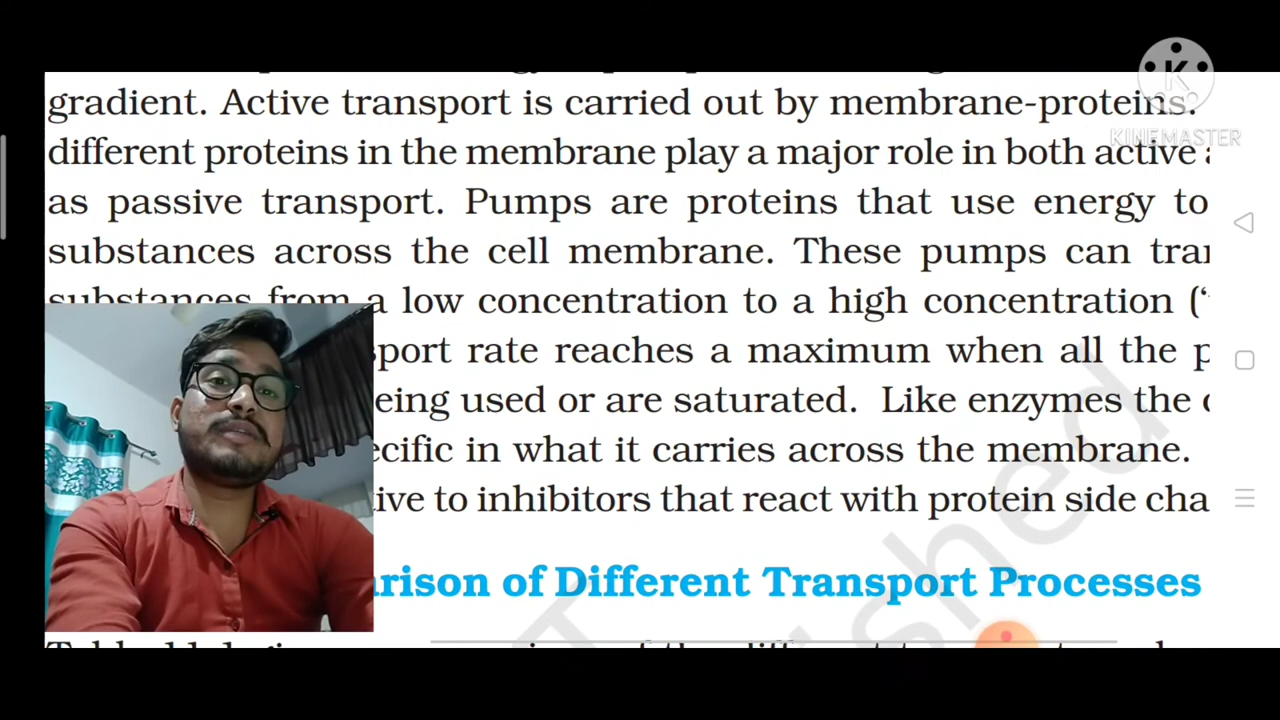 gradient. Active transport is carried out by membrane-proteins.
different proteins in the membrane play a major role in both active
as passive transport. Pumps are proteins that use energy to
substances across the cell membrane. These pumps can tra
substances from a low concentration to a high concentration (‘
sport rate reaches a maximum when all the p
eing used or are saturated. Like enzymes the
ecific in what it carries across the membrane.
tive to inhibitors that react with protein side cha
arison of Different Transport Processes
KINEMASTER